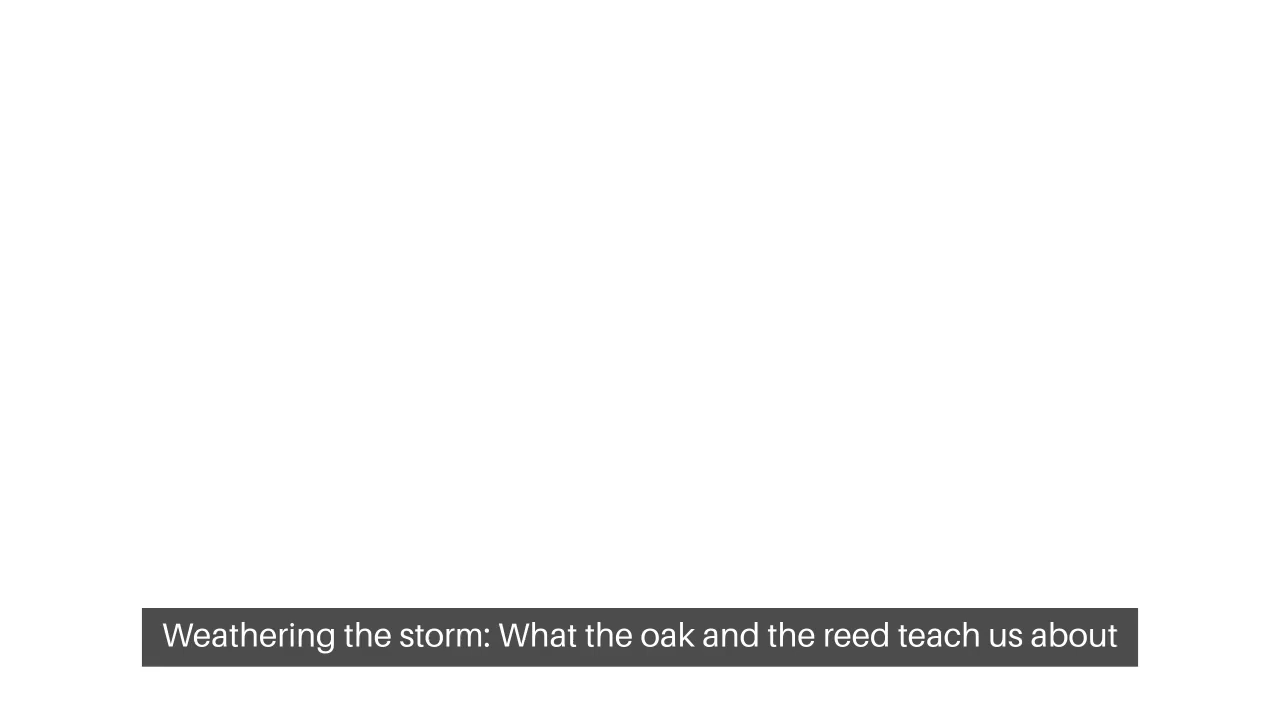 Weathering the storm: What the oak and the reed teach us about